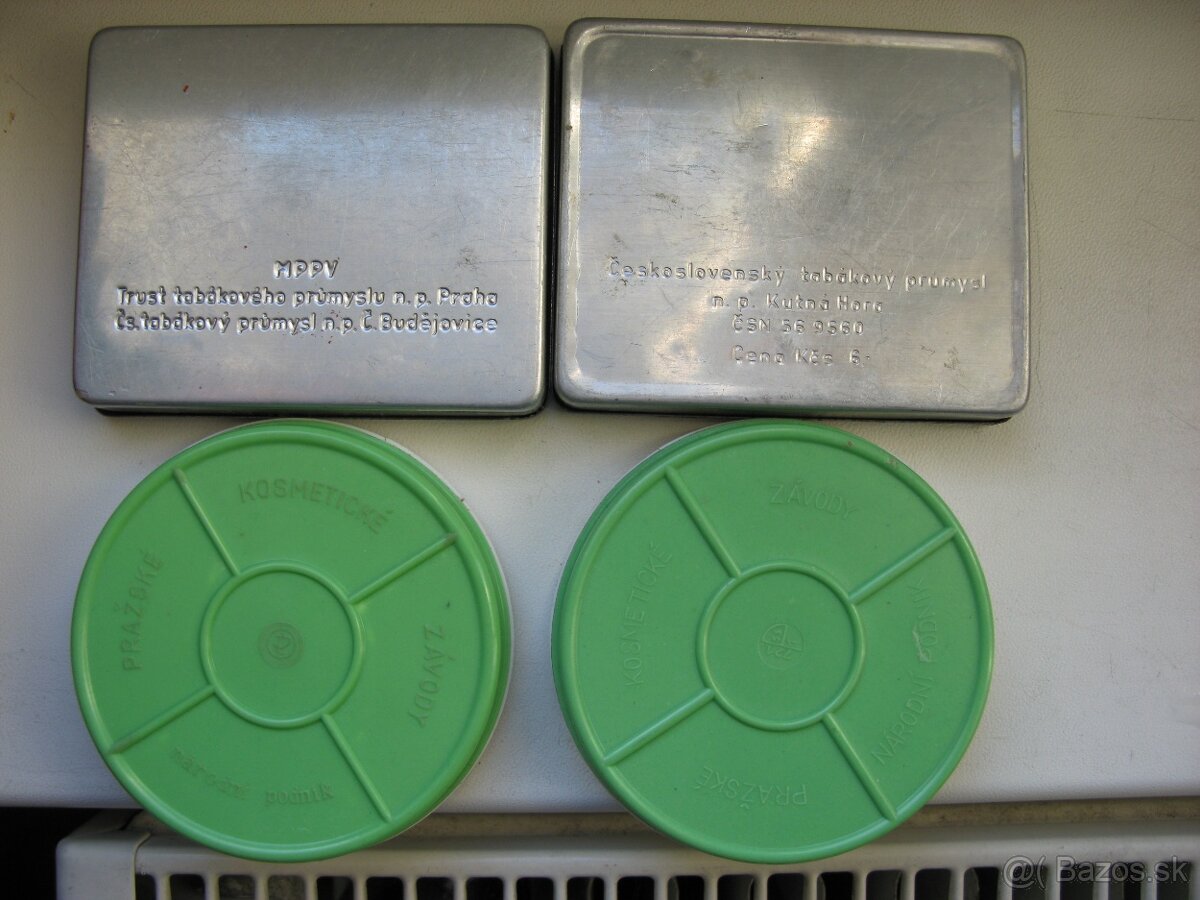 MPPV
Trust tabákového průmyslu n.p. Praha
Čs.tabákový průmysl n.p. Č. Budějovice
Československý tabákový průmysl
n. p. Kutná Hora
ČSN 56 9560
Cena Kčs 6·
PRAŽSKÉ
KOSMETICKÉ
ZÁVODY
národní podnik
PRAŽSKÉ
KOSMETICKÉ
ZÁVODY
NÁRODNÍ PODNIK
@( Bazos.sk